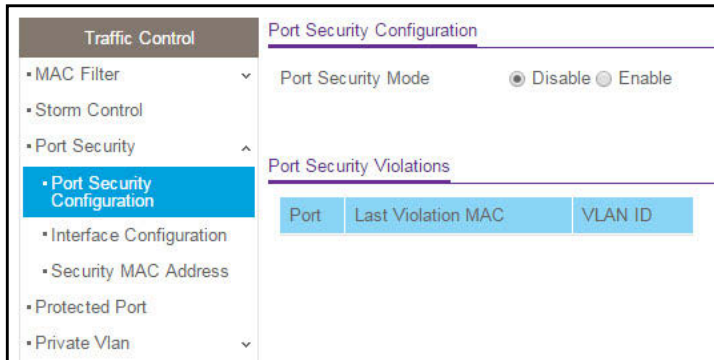 Traffic Control
MAC Filter
Storm Control
Port Security
Port Security
Configuration
Interface Configuration
Security MAC Address
Protected Port
Private Vlan
Port Security Configuration
Port Security Mode Disable Enable
Port Security Violations
Port Last Violation MAC VLAN ID